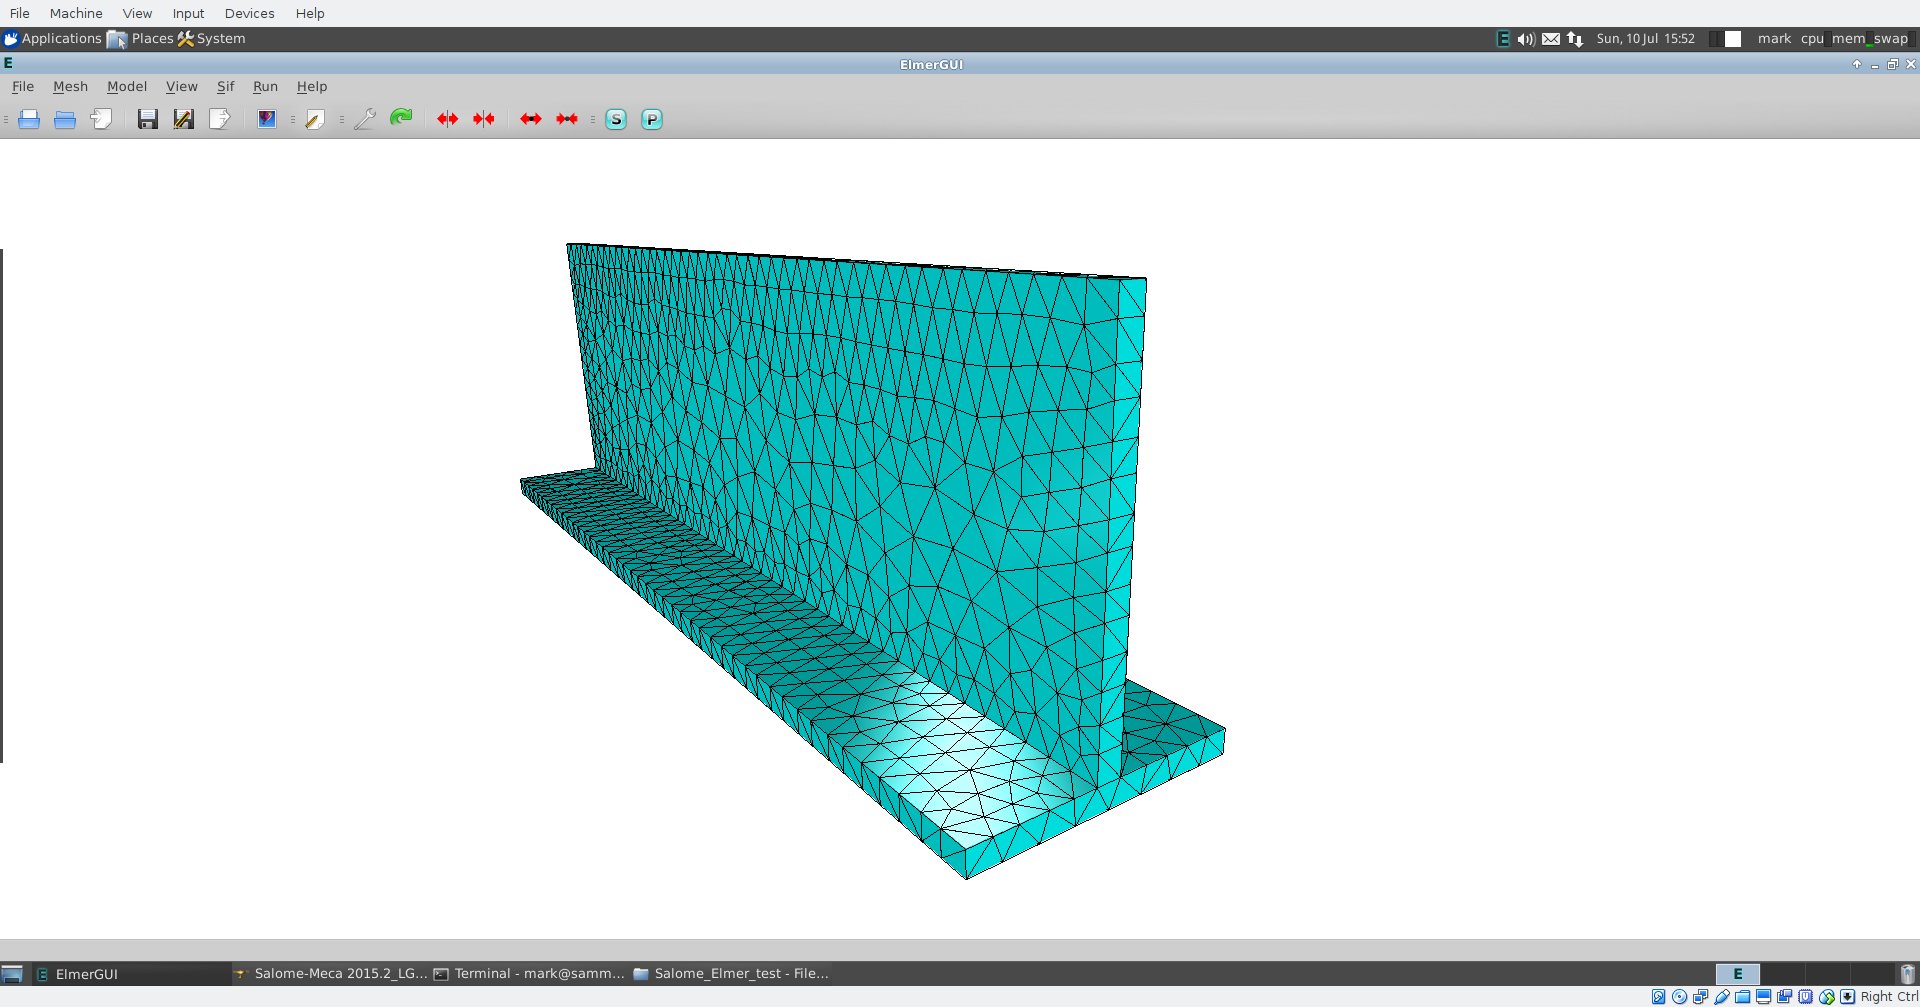 File Machine View Input Devices Help
Applications Places System E Sun, 10 Jul 15:52 mark cpu mem swap
E ElmerGUI
File Mesh Model View Sif Run Help
S P
E ElmerGUI Salome-Meca 2015.2_LG... Terminal - mark@samm... Salome_Elmer_test - File... E
Right Ctrl